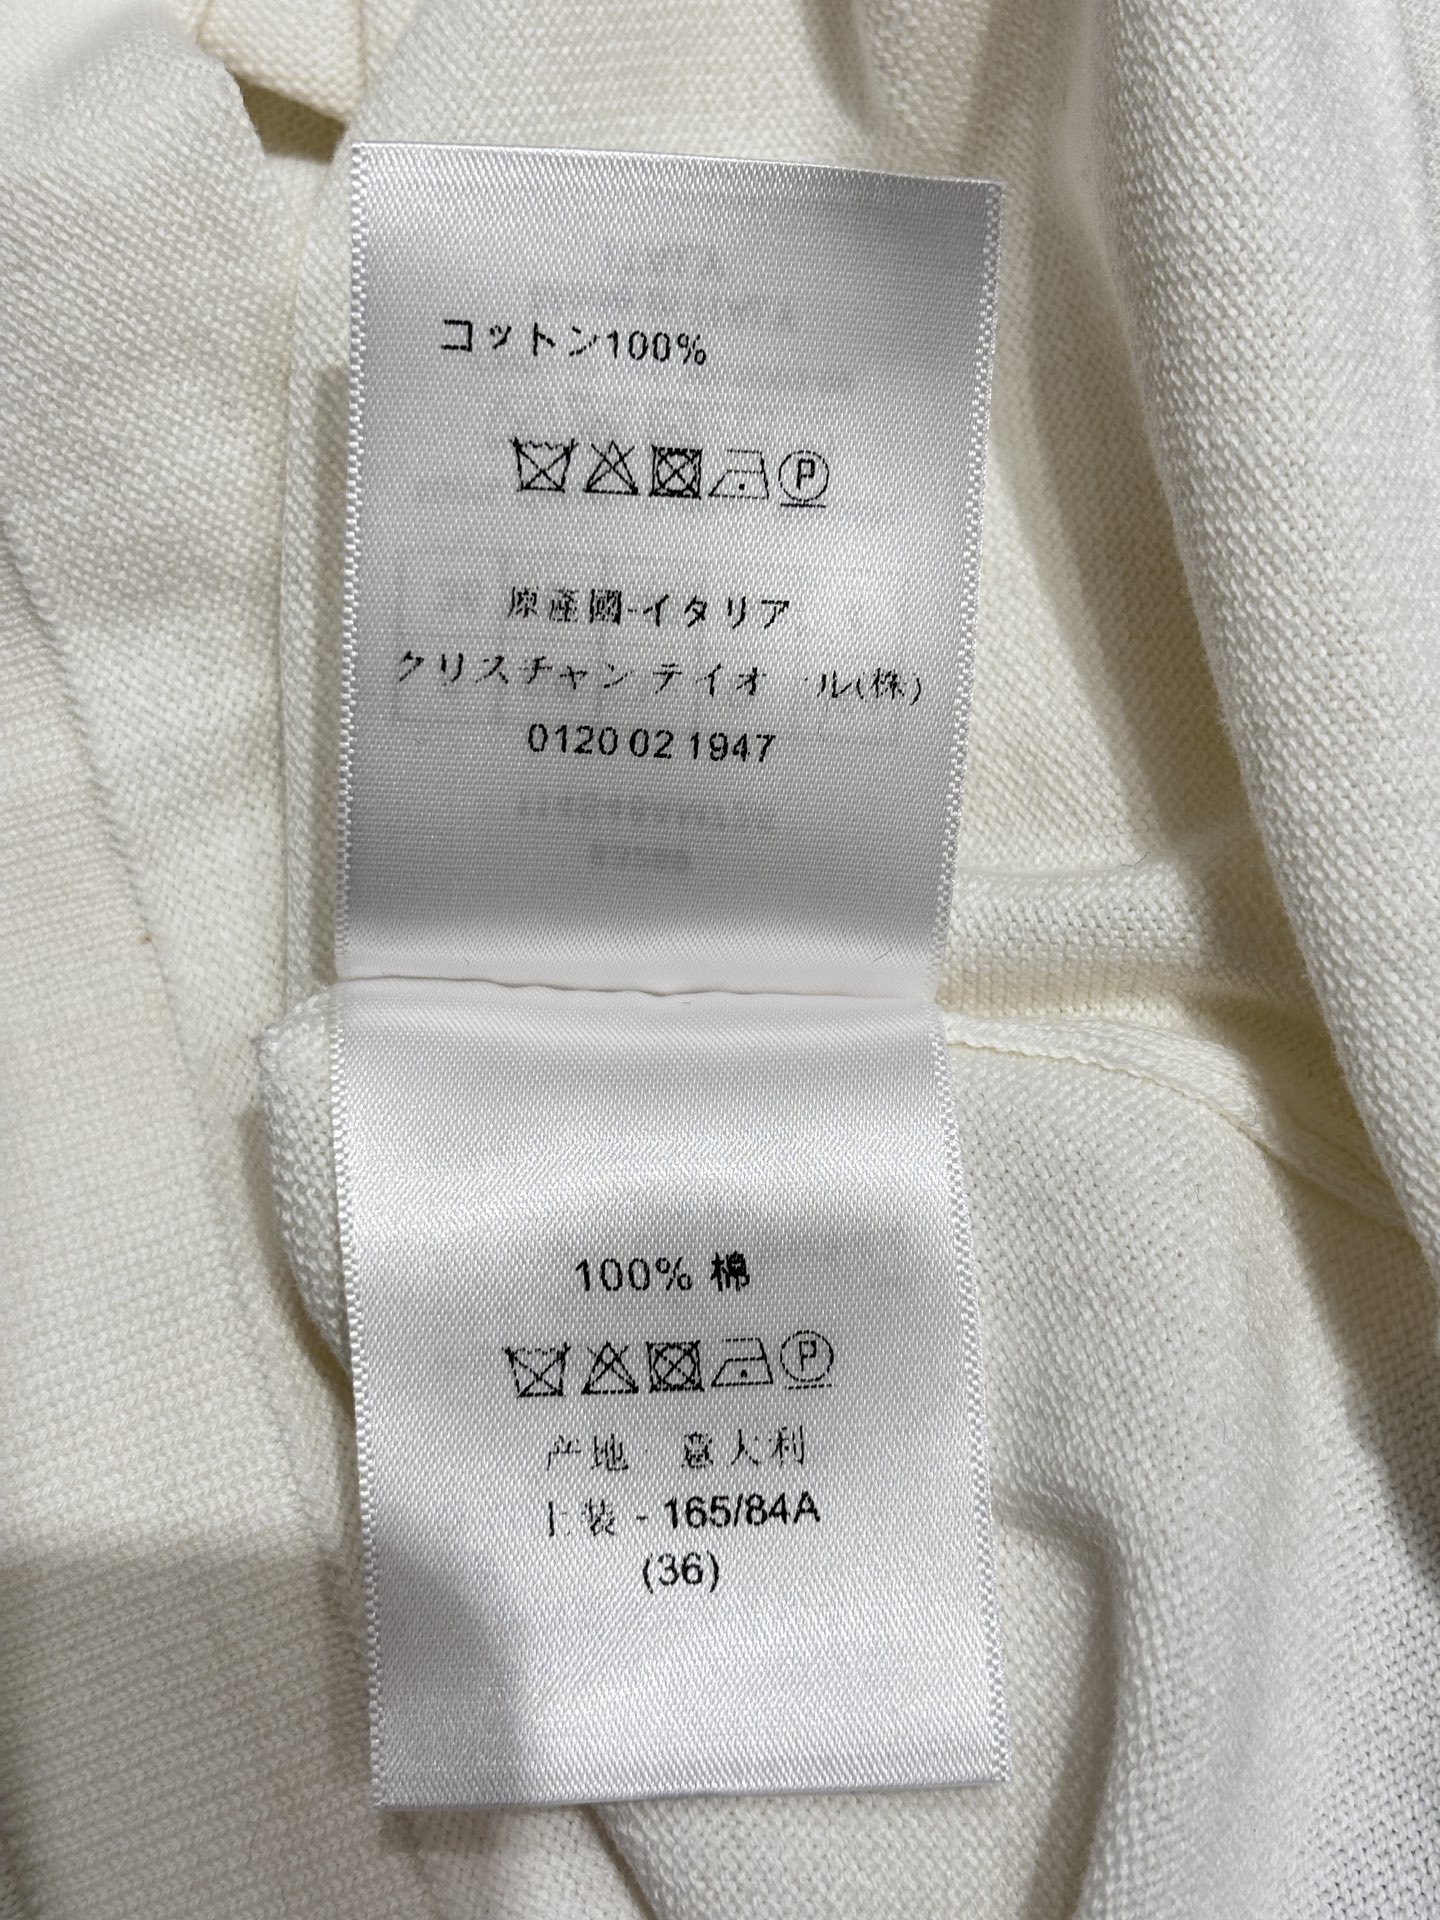 コットン100%
原産國-イタリア
クリスチャン テイオール(株)
0120 02 1947
100% 棉
产地 - 意大利
上装 - 165/84A
(36)